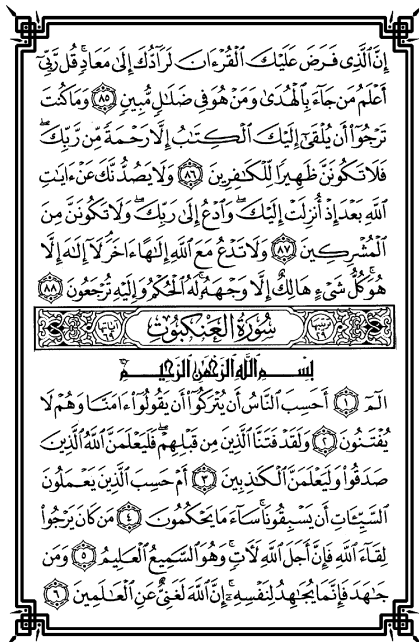 إِنَّ ٱلَّذِى فَرَضَ عَلَيْكَ ٱلْقُرْءَانَ لَرَآدُّكَ إِلَىٰ مَعَادٍ ۚ قُل رَّبِّىٓ
أَعْلَمُ مَن جَآءَ بِٱلْهُدَىٰ وَمَنْ هُوَ فِى ضَلَٰلٍ مُّبِينٍ ٨٥ وَمَا كُنتَ
تَرْجُوٓا۟ أَن يُلْقَىٰٓ إِلَيْكَ ٱلْكِتَٰبُ إِلَّا رَحْمَةً مِّن رَّبِّكَ ۖ
فَلَا تَكُونَنَّ ظَهِيرًا لِّلْكَٰفِرِينَ ٨٦ وَلَا يَصُدُّنَّكَ عَنْ ءَايَٰتِ
ٱللَّهِ بَعْدَ إِذْ أُنزِلَتْ إِلَيْكَ ۖ وَٱدْعُ إِلَىٰ رَبِّكَ ۖ وَلَا تَكُونَنَّ مِنَ
ٱلْمُشْرِكِينَ ٨٧ وَلَا تَدْعُ مَعَ ٱللَّهِ إِلَٰهًا ءَاخَرَ ۘ لَآ إِلَٰهَ إِلَّا
هُوَ ۚ كُلُّ شَىْءٍ هَالِكٌ إِلَّا وَجْهَهُۥ ۚ لَهُ ٱلْحُكْمُ وَإِلَيْهِ تُرْجَعُونَ ٨٨
ترتيبها ٢٩ سُورَةُ ٱلْعَنكَبُوتِ آياتها ٦٩
بِسْمِ ٱللَّهِ ٱلرَّحْمَٰنِ ٱلرَّحِيمِ
الٓمٓ ١ أَحَسِبَ ٱلنَّاسُ أَن يُتْرَكُوٓا۟ أَن يَقُولُوٓا۟ ءَامَنَّا وَهُمْ لَا
يُفْتَنُونَ ٢ وَلَقَدْ فَتَنَّا ٱلَّذِينَ مِن قَبْلِهِمْ ۖ فَلَيَعْلَمَنَّ ٱللَّهُ ٱلَّذِينَ
صَدَقُوا۟ وَلَيَعْلَمَنَّ ٱلْكَٰذِبِينَ ٣ أَمْ حَسِبَ ٱلَّذِينَ يَعْمَلُونَ
ٱلسَّيِّـَٔاتِ أَن يَسْبِقُونَا ۚ سَآءَ مَا يَحْكُمُونَ ٤ مَن كَانَ يَرْجُوا۟
لِقَآءَ ٱللَّهِ فَإِنَّ أَجَلَ ٱللَّهِ لَءَاتٍ ۚ وَهُوَ ٱلسَّمِيعُ ٱلْعَلِيمُ ٥ وَمَن
جَٰهَدَ فَإِنَّمَا يُجَٰهِدُ لِنَفْسِهِۦٓ ۚ إِنَّ ٱللَّهَ لَغَنِىٌّ عَنِ ٱلْعَٰلَمِينَ ٦